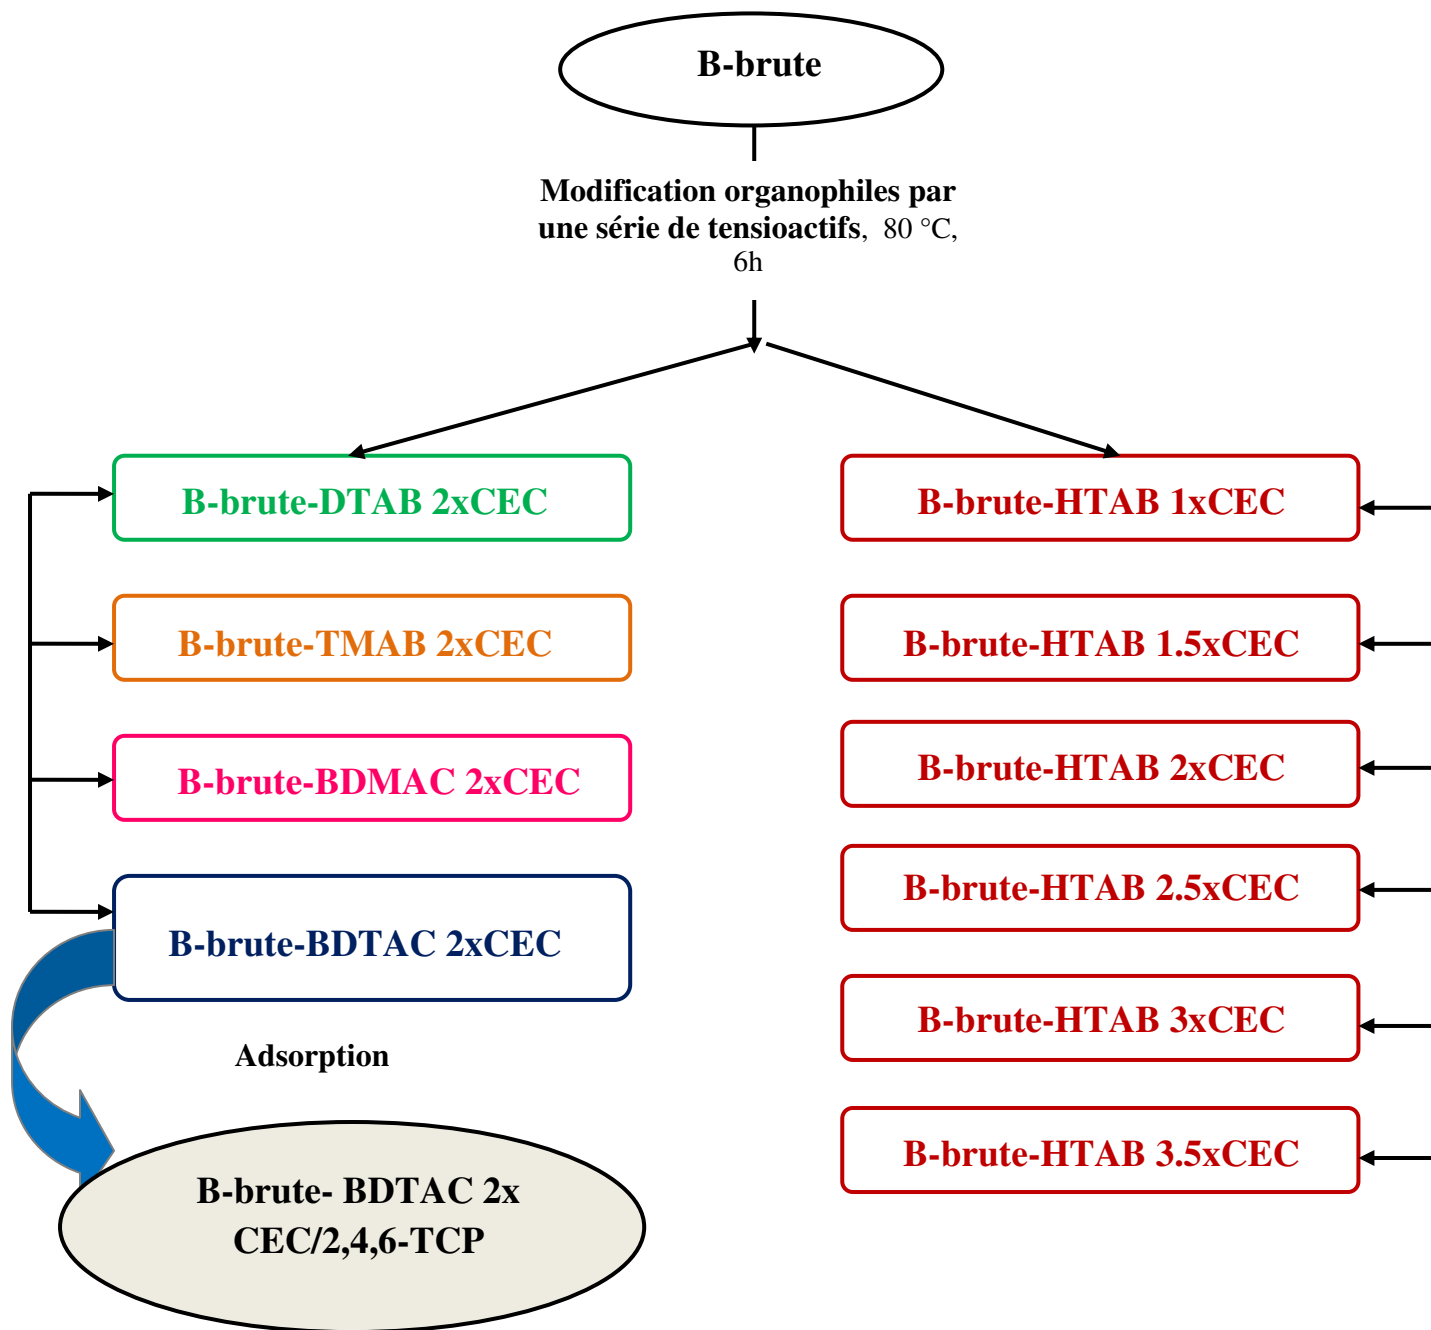 B-brute
Modification organophiles par
une série de tensioactifs, 80 °C,
6h
B-brute-DTAB 2xCEC
B-brute-TMAB 2xCEC
B-brute-BDMAC 2xCEC
B-brute-BDTAC 2xCEC
Adsorption
B-brute- BDTAC 2x
CEC/2,4,6-TCP
B-brute-HTAB 1xCEC
B-brute-HTAB 1.5xCEC
B-brute-HTAB 2xCEC
B-brute-HTAB 2.5xCEC
B-brute-HTAB 3xCEC
B-brute-HTAB 3.5xCEC